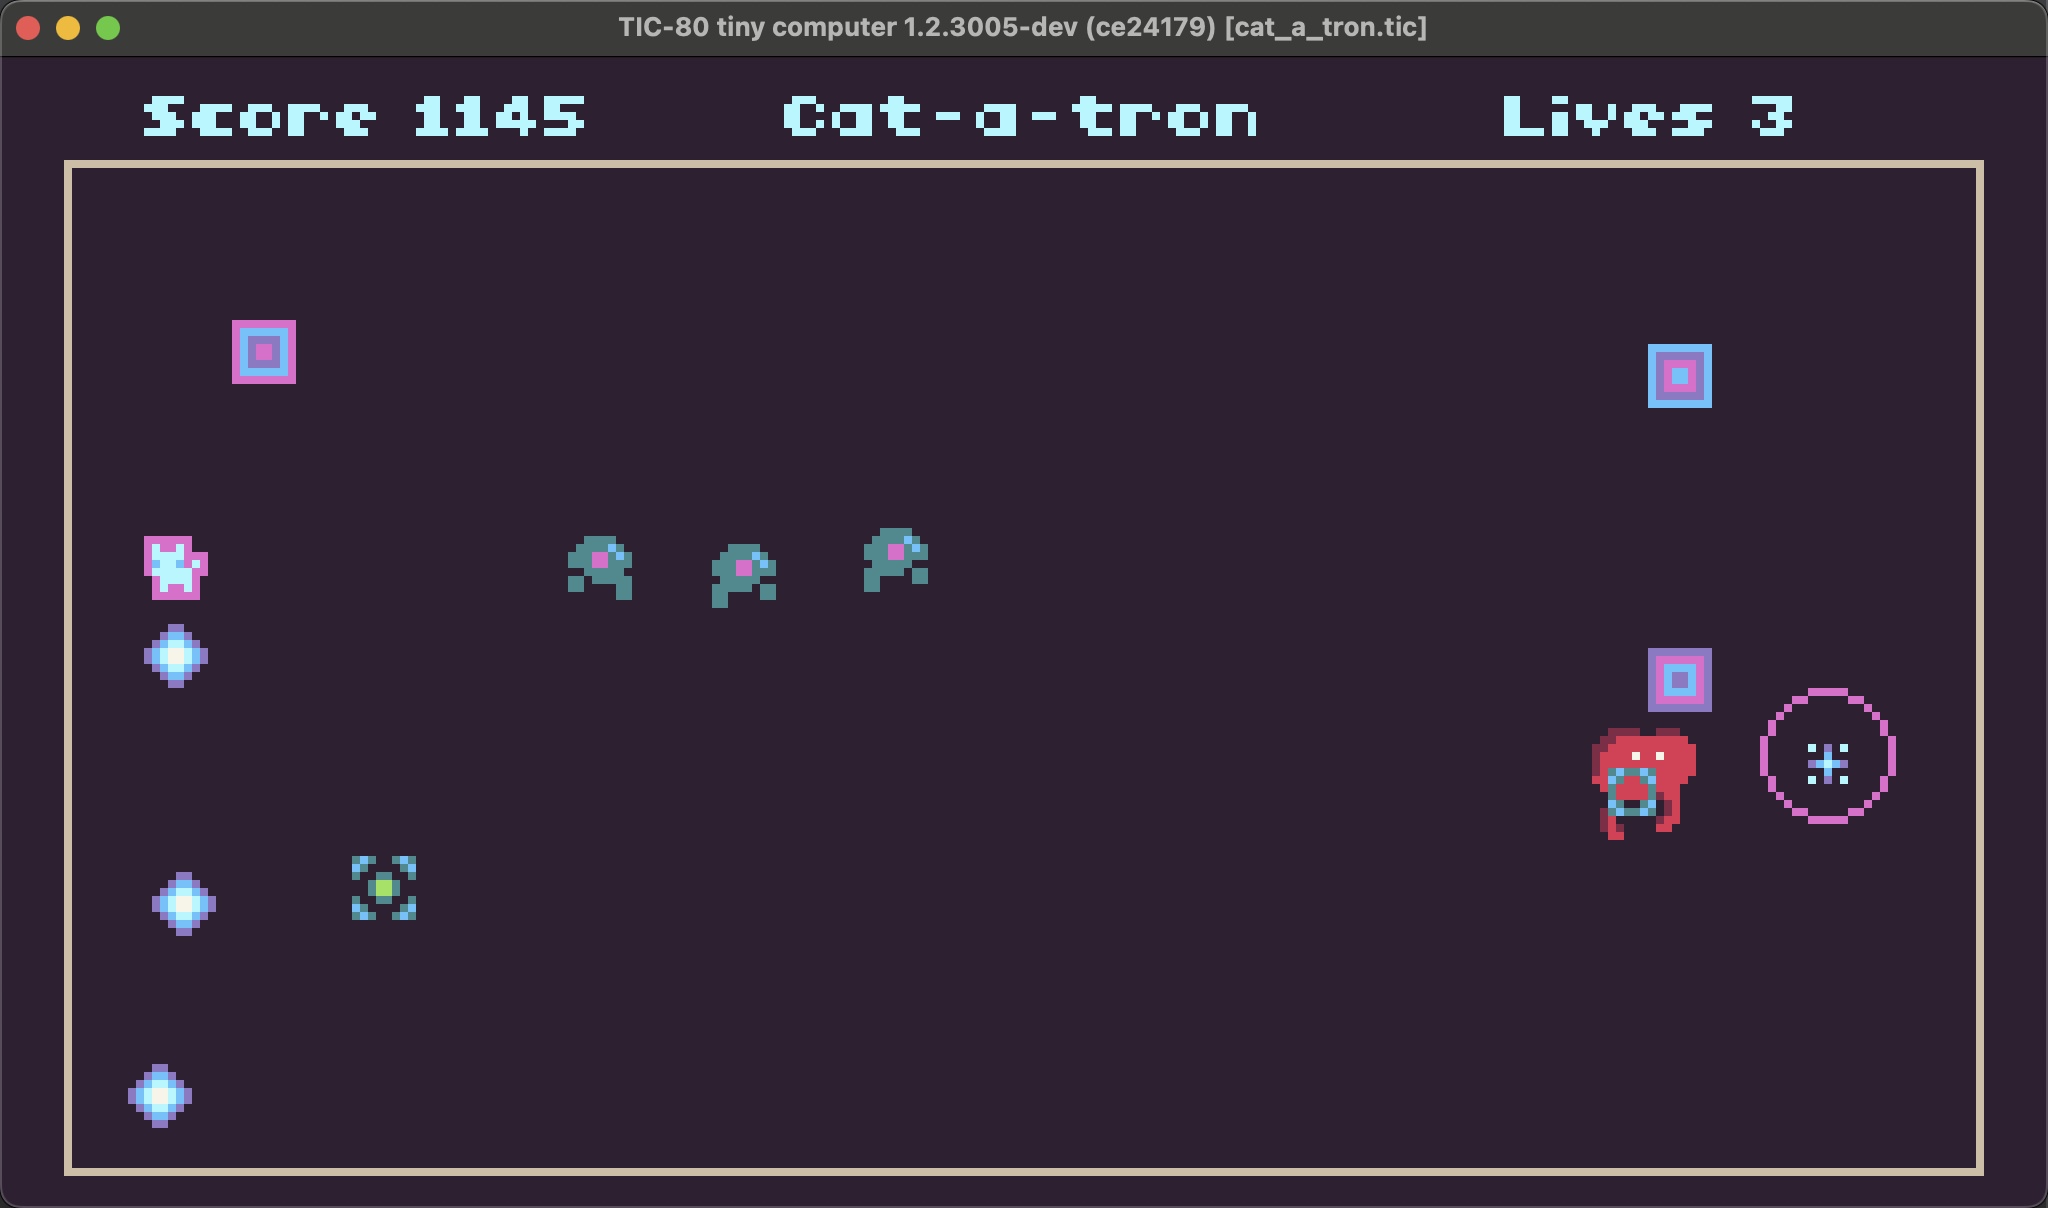 TIC-80 tiny computer 1.2.3005-dev (ce24179) [cat_a_tron.tic]
Score 1145 Cat-a-tron Lives 3